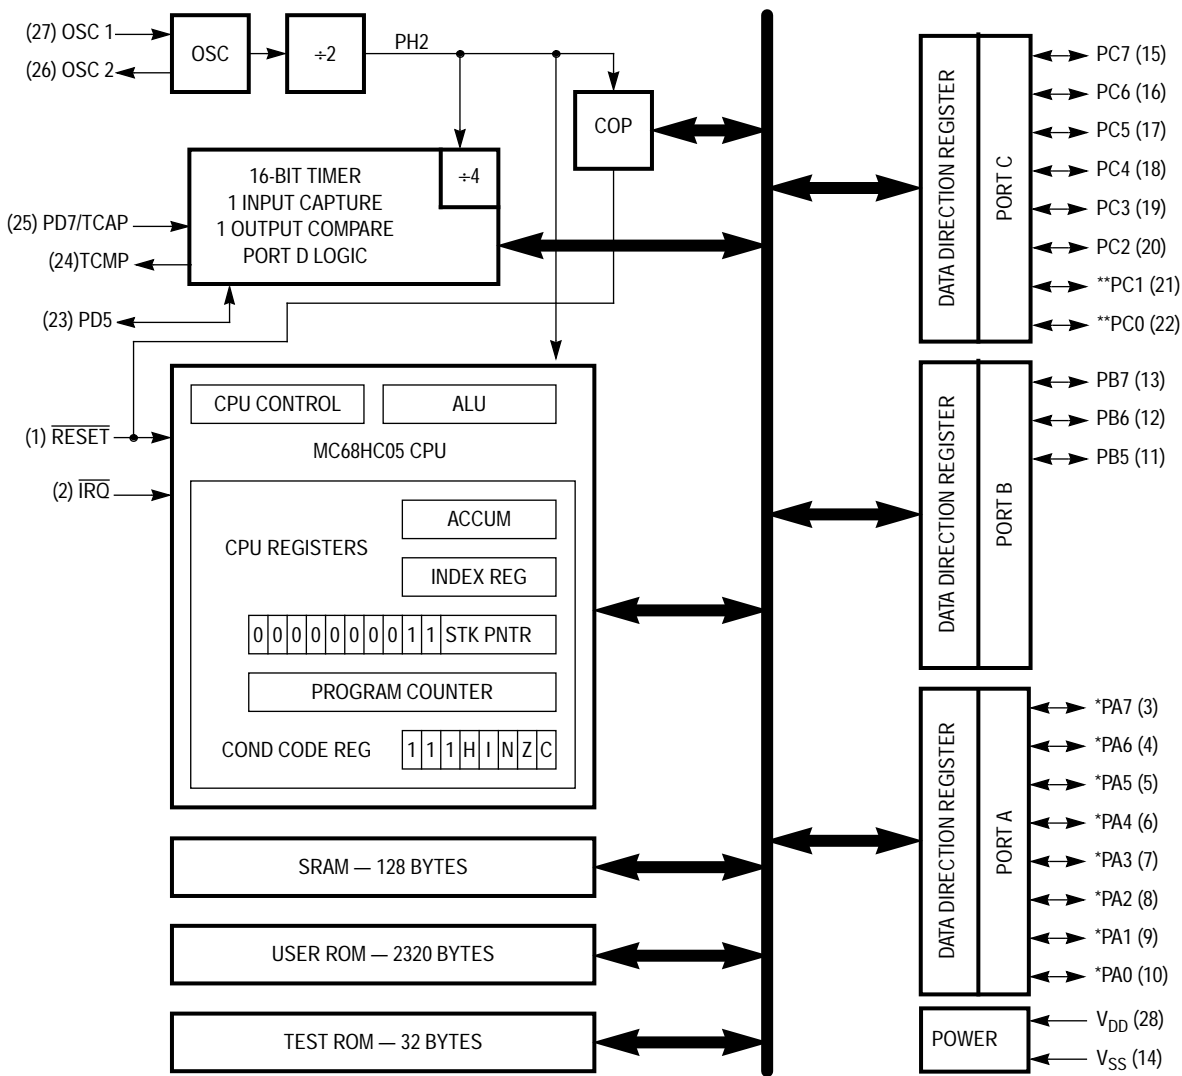 (27) OSC 1
(26) OSC 2
OSC
÷2
PH2
COP
16-BIT TIMER
1 INPUT CAPTURE
1 OUTPUT COMPARE
PORT D LOGIC
÷4
(25) PD7/TCAP
(24)TCMP
(23) PD5
(1) RESET
(2) IRQ
CPU CONTROL
ALU
MC68HC05 CPU
CPU REGISTERS
ACCUM
INDEX REG
0 0 0 0 0 0 0 0 1 1 STK PNTR
PROGRAM COUNTER
COND CODE REG
1 1 1 H I N Z C
SRAM — 128 BYTES
USER ROM — 2320 BYTES
TEST ROM — 32 BYTES
DATA DIRECTION REGISTER
PORT C
PC7 (15)
PC6 (16)
PC5 (17)
PC4 (18)
PC3 (19)
PC2 (20)
**PC1 (21)
**PC0 (22)
DATA DIRECTION REGISTER
PORT B
PB7 (13)
PB6 (12)
PB5 (11)
DATA DIRECTION REGISTER
PORT A
*PA7 (3)
*PA6 (4)
*PA5 (5)
*PA4 (6)
*PA3 (7)
*PA2 (8)
*PA1 (9)
*PA0 (10)
POWER
VDD (28)
VSS (14)